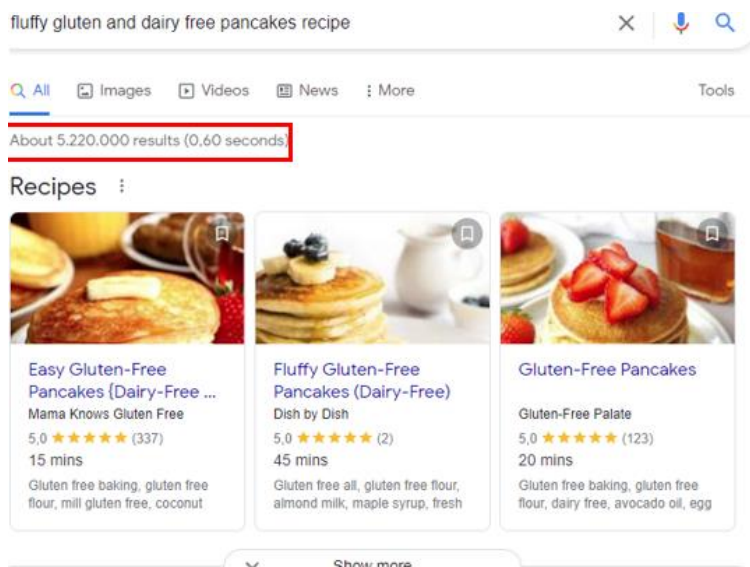 fluffy gluten and dairy free pancakes recipe
All Images Videos News More Tools
About 5.220.000 results (0,60 seconds)
Recipes
Easy Gluten-Free
Pancakes {Dairy-Free ...
Mama Knows Gluten Free
5,0 ★★★★★ (337)
15 mins
Gluten free baking, gluten free
flour, mill gluten free, coconut
Fluffy Gluten-Free
Pancakes (Dairy-Free)
Dish by Dish
5,0 ★★★★★ (2)
45 mins
Gluten free all, gluten free flour,
almond milk, maple syrup, fresh
Gluten-Free Pancakes
Gluten-Free Palate
5,0 ★★★★★ (123)
20 mins
Gluten free baking, gluten free
flour, dairy free, avocado oil, egg
Show more